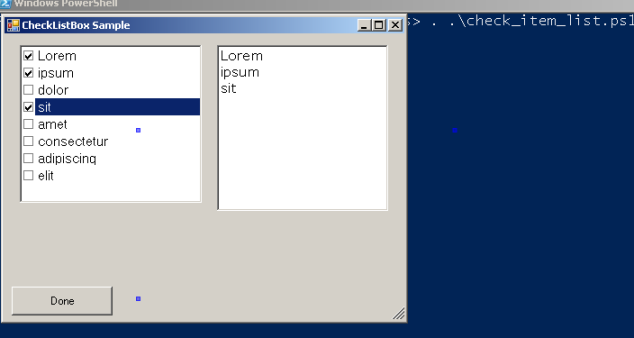 Windows PowerShell
CheckListBox Sample
s> . .\check_item_list.ps1
Lorem
ipsum
dolor
sit
amet
consectetur
adipiscing
elit
Lorem
ipsum
sit
Done